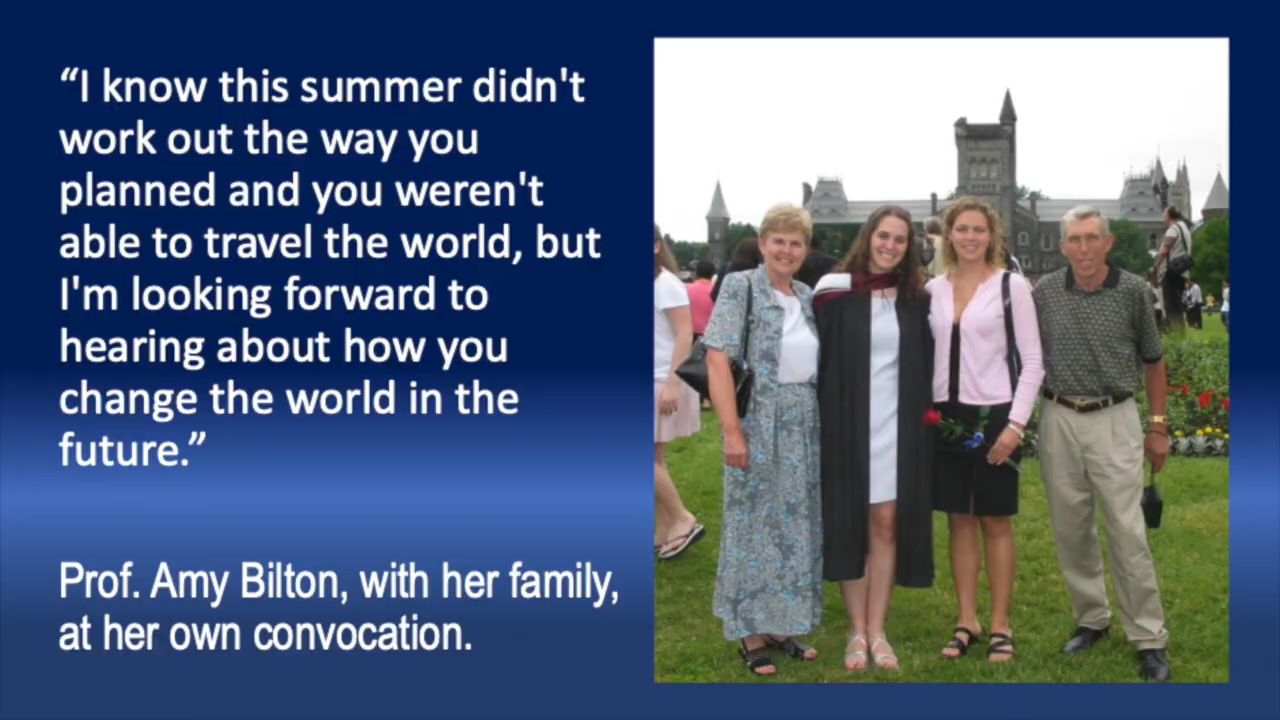 “I know this summer didn't
work out the way you
planned and you weren't
able to travel the world, but
I'm looking forward to
hearing about how you
change the world in the
future.”
Prof. Amy Bilton, with her family,
at her own convocation.